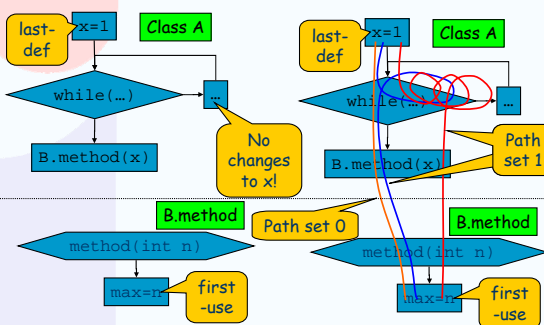 last-
def
x=1
Class A
while(…)
…
No
changes
to x!
B.method(x)
B.method
method(int n)
max=n
first
-use
last-
def
x=1
Class A
while(…)
…
Path
set 1
B.method(x)
Path set 0
B.method
method(int n)
max=n
first
-use